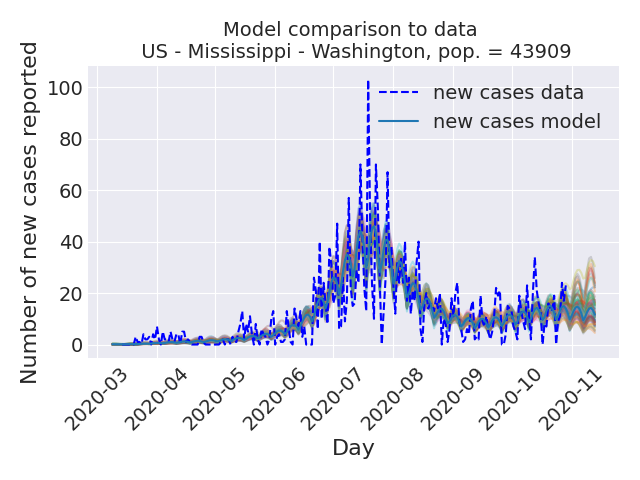 Model comparison to data
US - Mississippi - Washington, pop. = 43909
Number of new cases reported
100
80
60
40
20
0
new cases data
new cases model
2020-03
2020-04
2020-05
2020-06
2020-07
2020-08
2020-09
2020-10
2020-11
Day